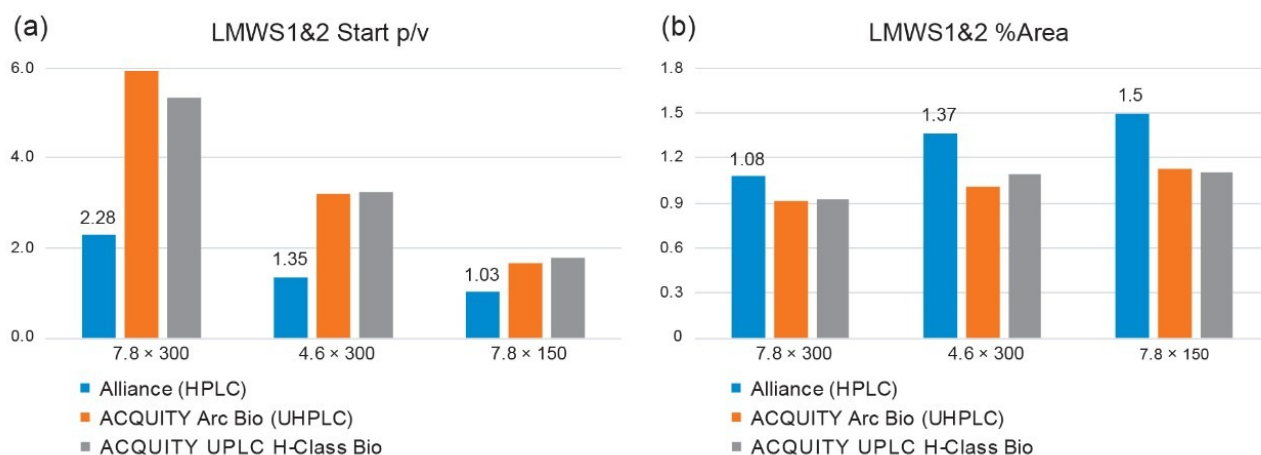 (a)
LMWS1&2 Start p/v
6.0
4.0
2.0
0.0
2.28
1.35
1.03
7.8 × 300
4.6 × 300
7.8 × 150
Alliance (HPLC)
ACQUITY Arc Bio (UHPLC)
ACQUITY UPLC H-Class Bio
(b)
LMWS1&2 %Area
1.8
1.5
1.2
0.9
0.6
0.3
0
1.08
1.37
1.5
7.8 × 300
4.6 × 300
7.8 × 150
Alliance (HPLC)
ACQUITY Arc Bio (UHPLC)
ACQUITY UPLC H-Class Bio